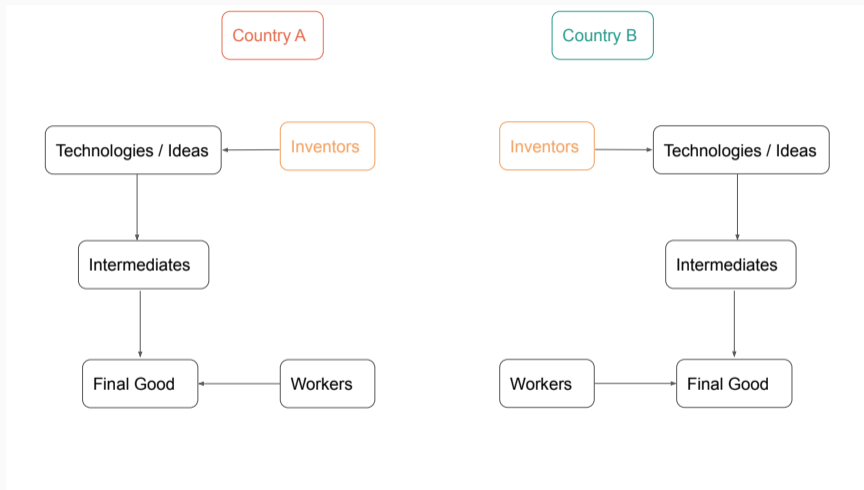 Country A
Country B
Technologies / Ideas
Inventors
Inventors
Technologies / Ideas
Intermediates
Intermediates
Final Good
Workers
Workers
Final Good